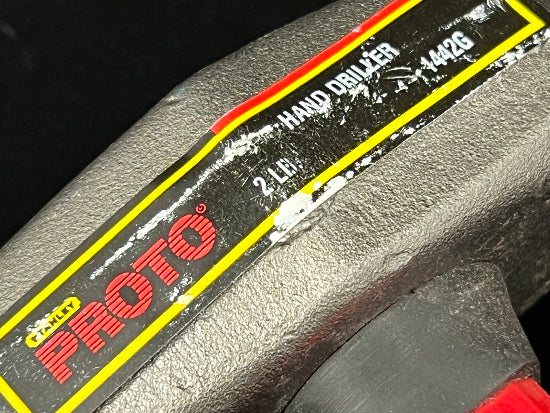 STANLEY
PROTO®
2 LB. HAND DRILLER
1442G